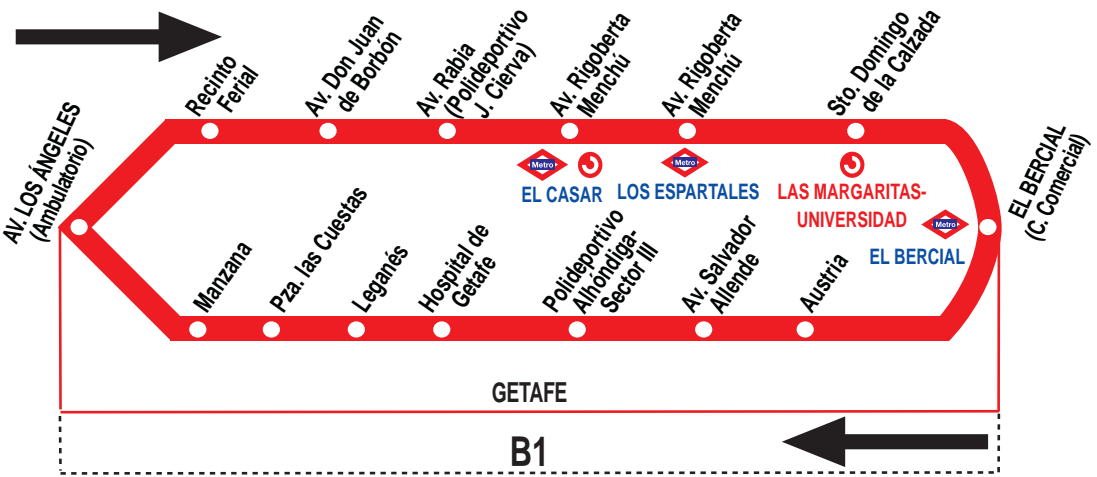 AV. LOS ÁNGELES
(Ambulatorio)
Recinto
Ferial
Av. Don Juan
de Borbón
Av. Rabia
(Polideportivo
J. Cierva)
Av. Rigoberta
Menchú
Av. Rigoberta
Menchú
Sto. Domingo
de la Calzada
EL BERCIAL
(C. Comercial)
Metro
EL CASAR
Metro
LOS ESPARTALES
LAS MARGARITAS-
UNIVERSIDAD
Metro
EL BERCIAL
Manzana
Pza. las Cuestas
Leganés
Hospital de
Getafe
Polideportivo
Alhóndiga-
Sector III
Av. Salvador
Allende
Austria
GETAFE
B1